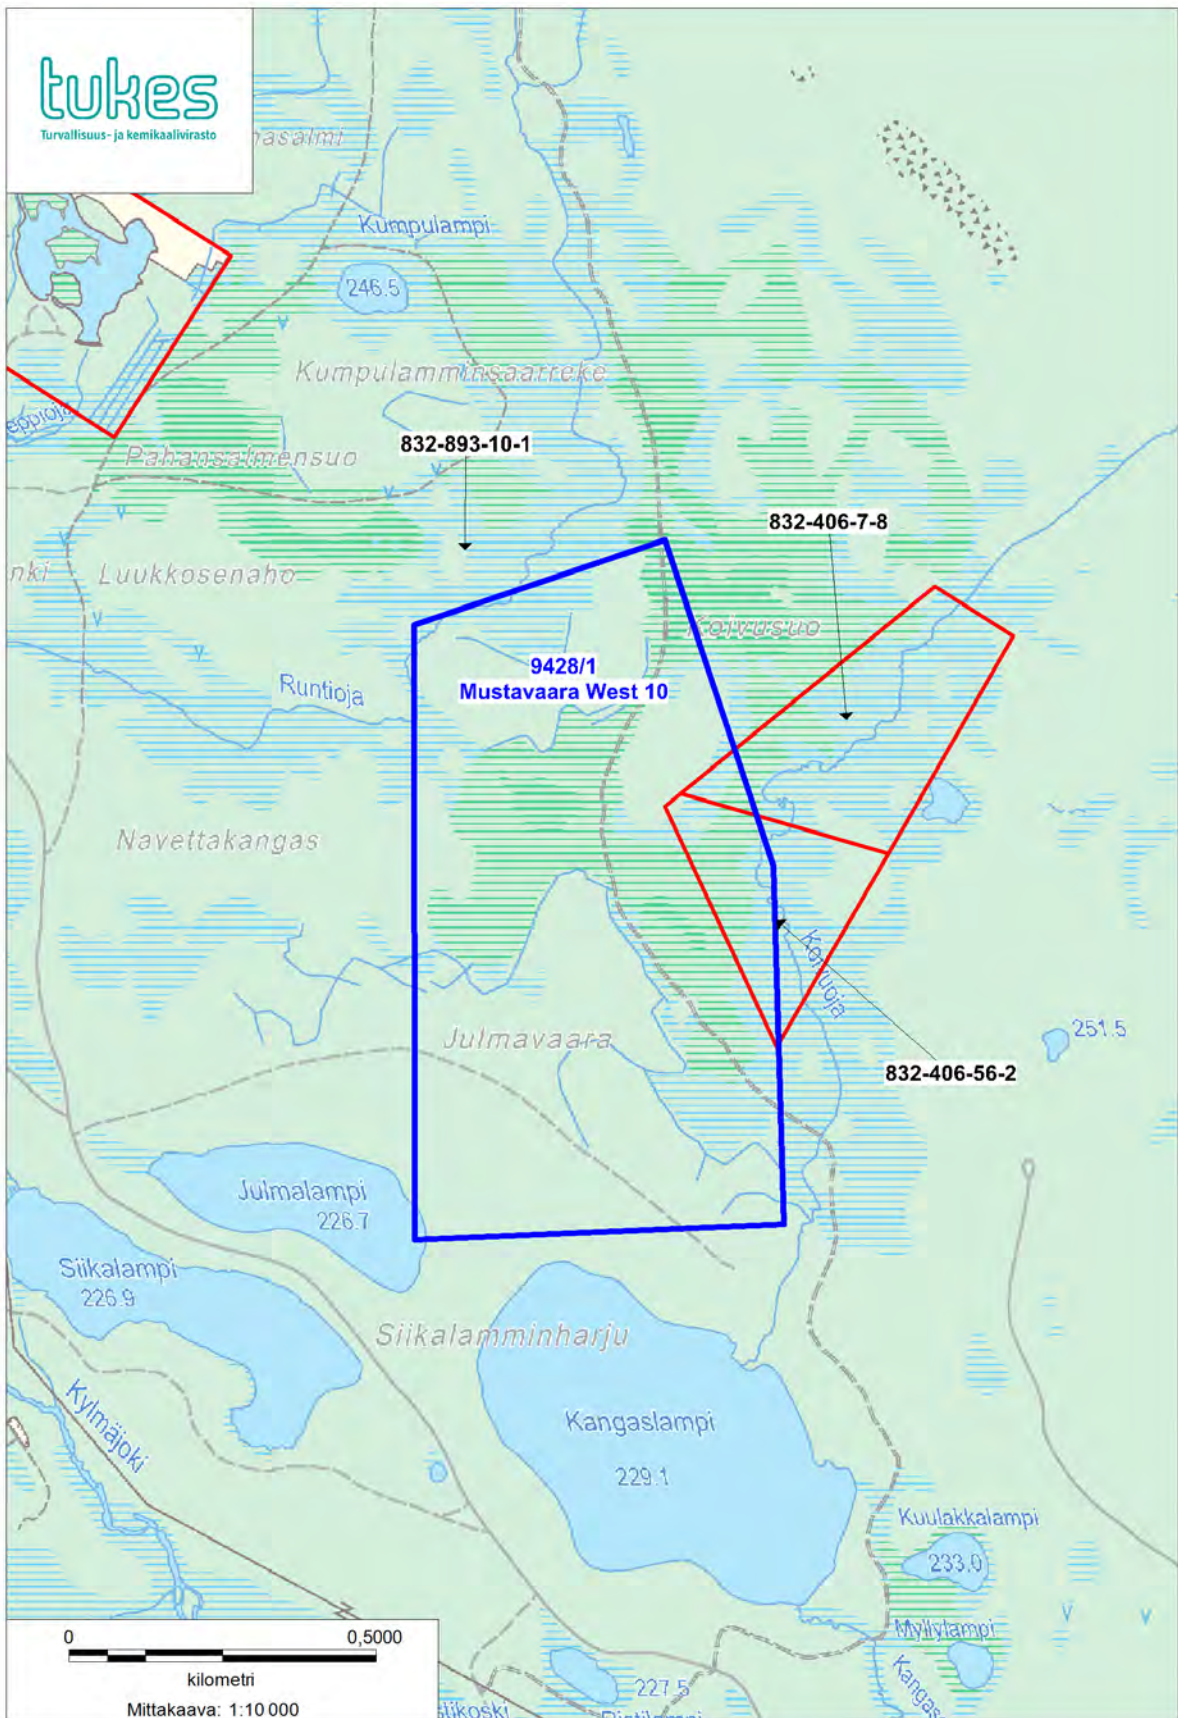 tukes
Turvallisuus- ja kemikaalivirasto
Kumpulampi
246.5
Kumpulamminsaarreke
832-893-10-1
Pahansalmensuo
832-406-7-8
Luukkosenaho
Koivusuo
9428/1
Mustavaara West 10
Runtioja
Navettakangas
Koivuoja
Julmavaara
251.5
832-406-56-2
Julmalampi
226.7
Siikalampi
226.9
Siikalamminharju
Kylmäjoki
Kangaslampi
229.1
Kuulakkalampi
233.0
Myllylampi
Kangas
227.5
0 0,5000
kilometri
Mittakaava: 1:10 000